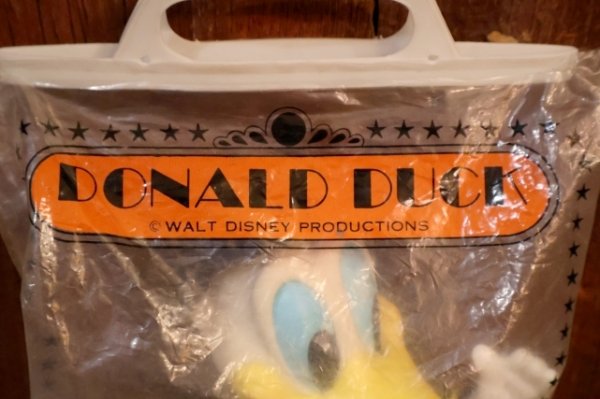 DONALD DUCK
© WALT DISNEY PRODUCTIONS